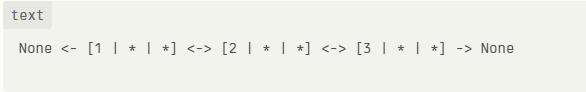 text
None <- [1 | * | *] <-> [2 | * | *] <-> [3 | * | *] -> None